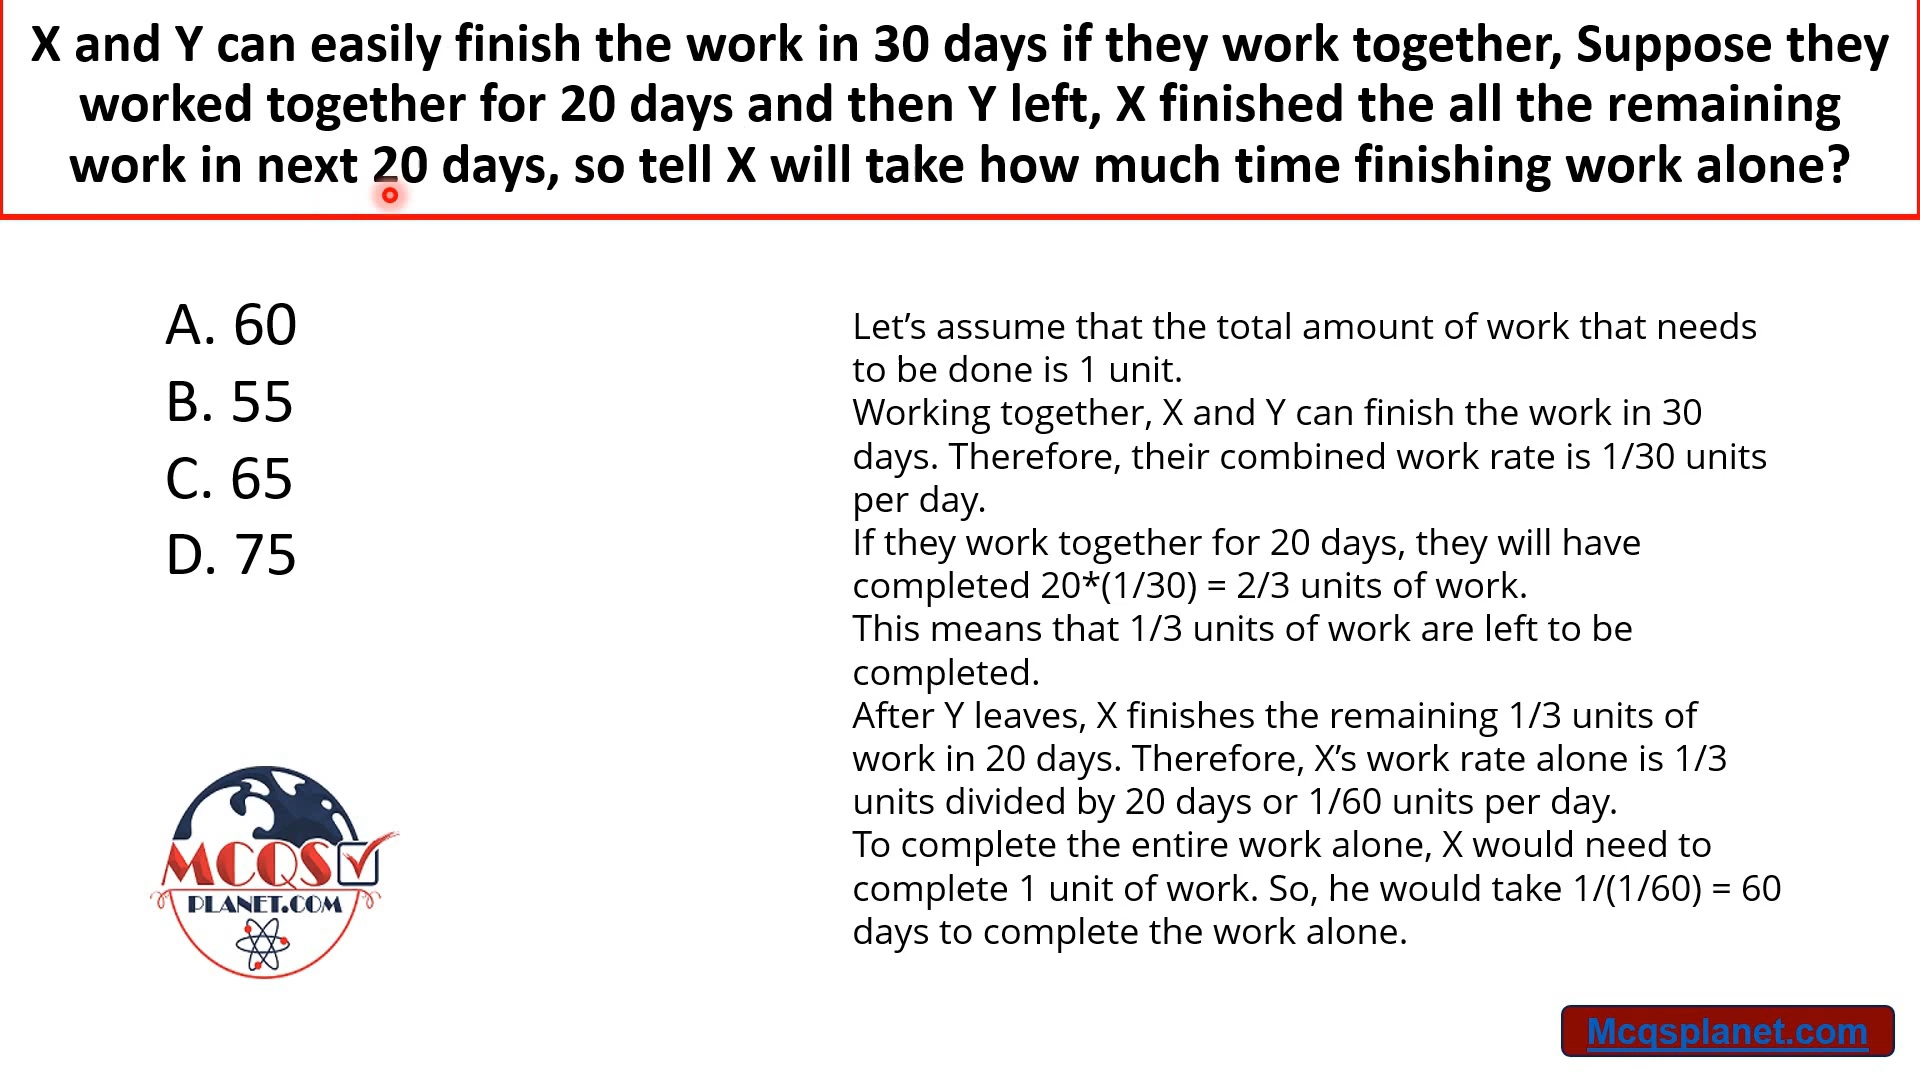 X and Y can easily finish the work in 30 days if they work together, Suppose they
worked together for 20 days and then Y left, X finished the all the remaining
work in next 20 days, so tell X will take how much time finishing work alone?
A. 60
B. 55
C. 65
D. 75
Let’s assume that the total amount of work that needs
to be done is 1 unit.
Working together, X and Y can finish the work in 30
days. Therefore, their combined work rate is 1/30 units
per day.
If they work together for 20 days, they will have
completed 20*(1/30) = 2/3 units of work.
This means that 1/3 units of work are left to be
completed.
After Y leaves, X finishes the remaining 1/3 units of
work in 20 days. Therefore, X’s work rate alone is 1/3
units divided by 20 days or 1/60 units per day.
To complete the entire work alone, X would need to
complete 1 unit of work. So, he would take 1/(1/60) = 60
days to complete the work alone.
MCQS
PLANET.COM
Mcqsplanet.com